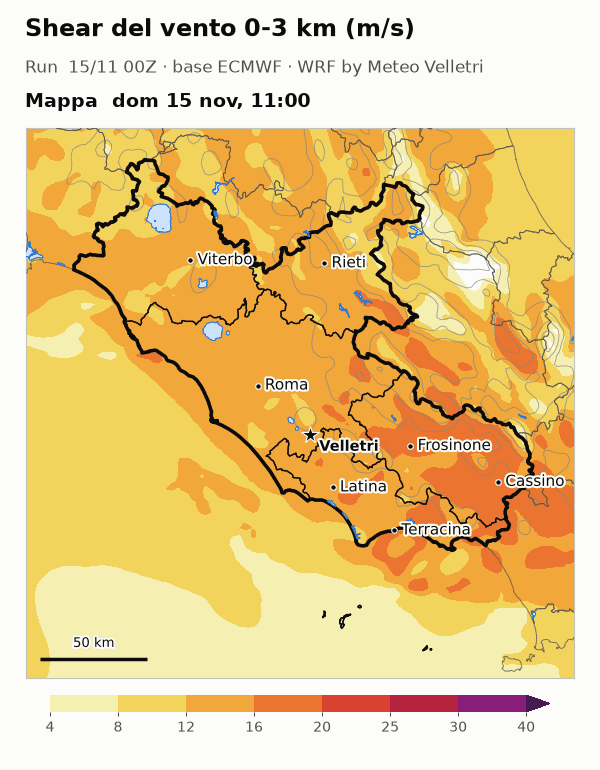 Shear del vento 0-3 km (m/s)
Run 15/11 00Z · base ECMWF · WRF by Meteo Velletri
Mappa dom 15 nov, 11:00
Viterbo
Rieti
Roma
Velletri
Frosinone
Cassino
Latina
Terracina
50 km
4 8 12 16 20 25 30 40